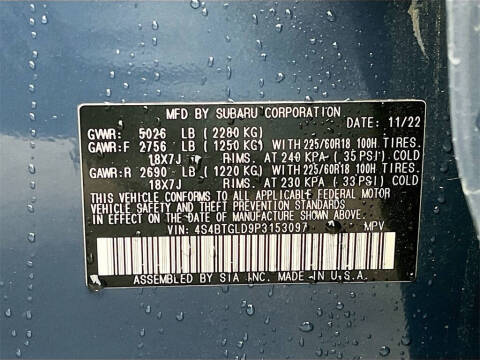 MFD BY SUBARU CORPORATION
DATE: 11/22
GVWR: 5026 LB (2280 KG)
GAWR:F 2756 LB (1250 KG) WITH 225/60R18 100H TIRES.
18X7J RIMS. AT 240 KPA (35 PSI) COLD
GAWR:R 2690 LB (1220 KG) WITH 225/60R18 100H TIRES.
18X7J RIMS. AT 230 KPA (33 PSI) COLD
THIS VEHICLE CONFORMS TO ALL APPLICABLE FEDERAL MOTOR
VEHICLE SAFETY AND THEFT PREVENTION STANDARDS
IN EFFECT ON THE DATE OF MANUFACTURE SHOWN ABOVE.
VIN: 4S4BTGLD9P3153097 MPV
ASSEMBLED BY SIA INC. MADE IN U.S.A.